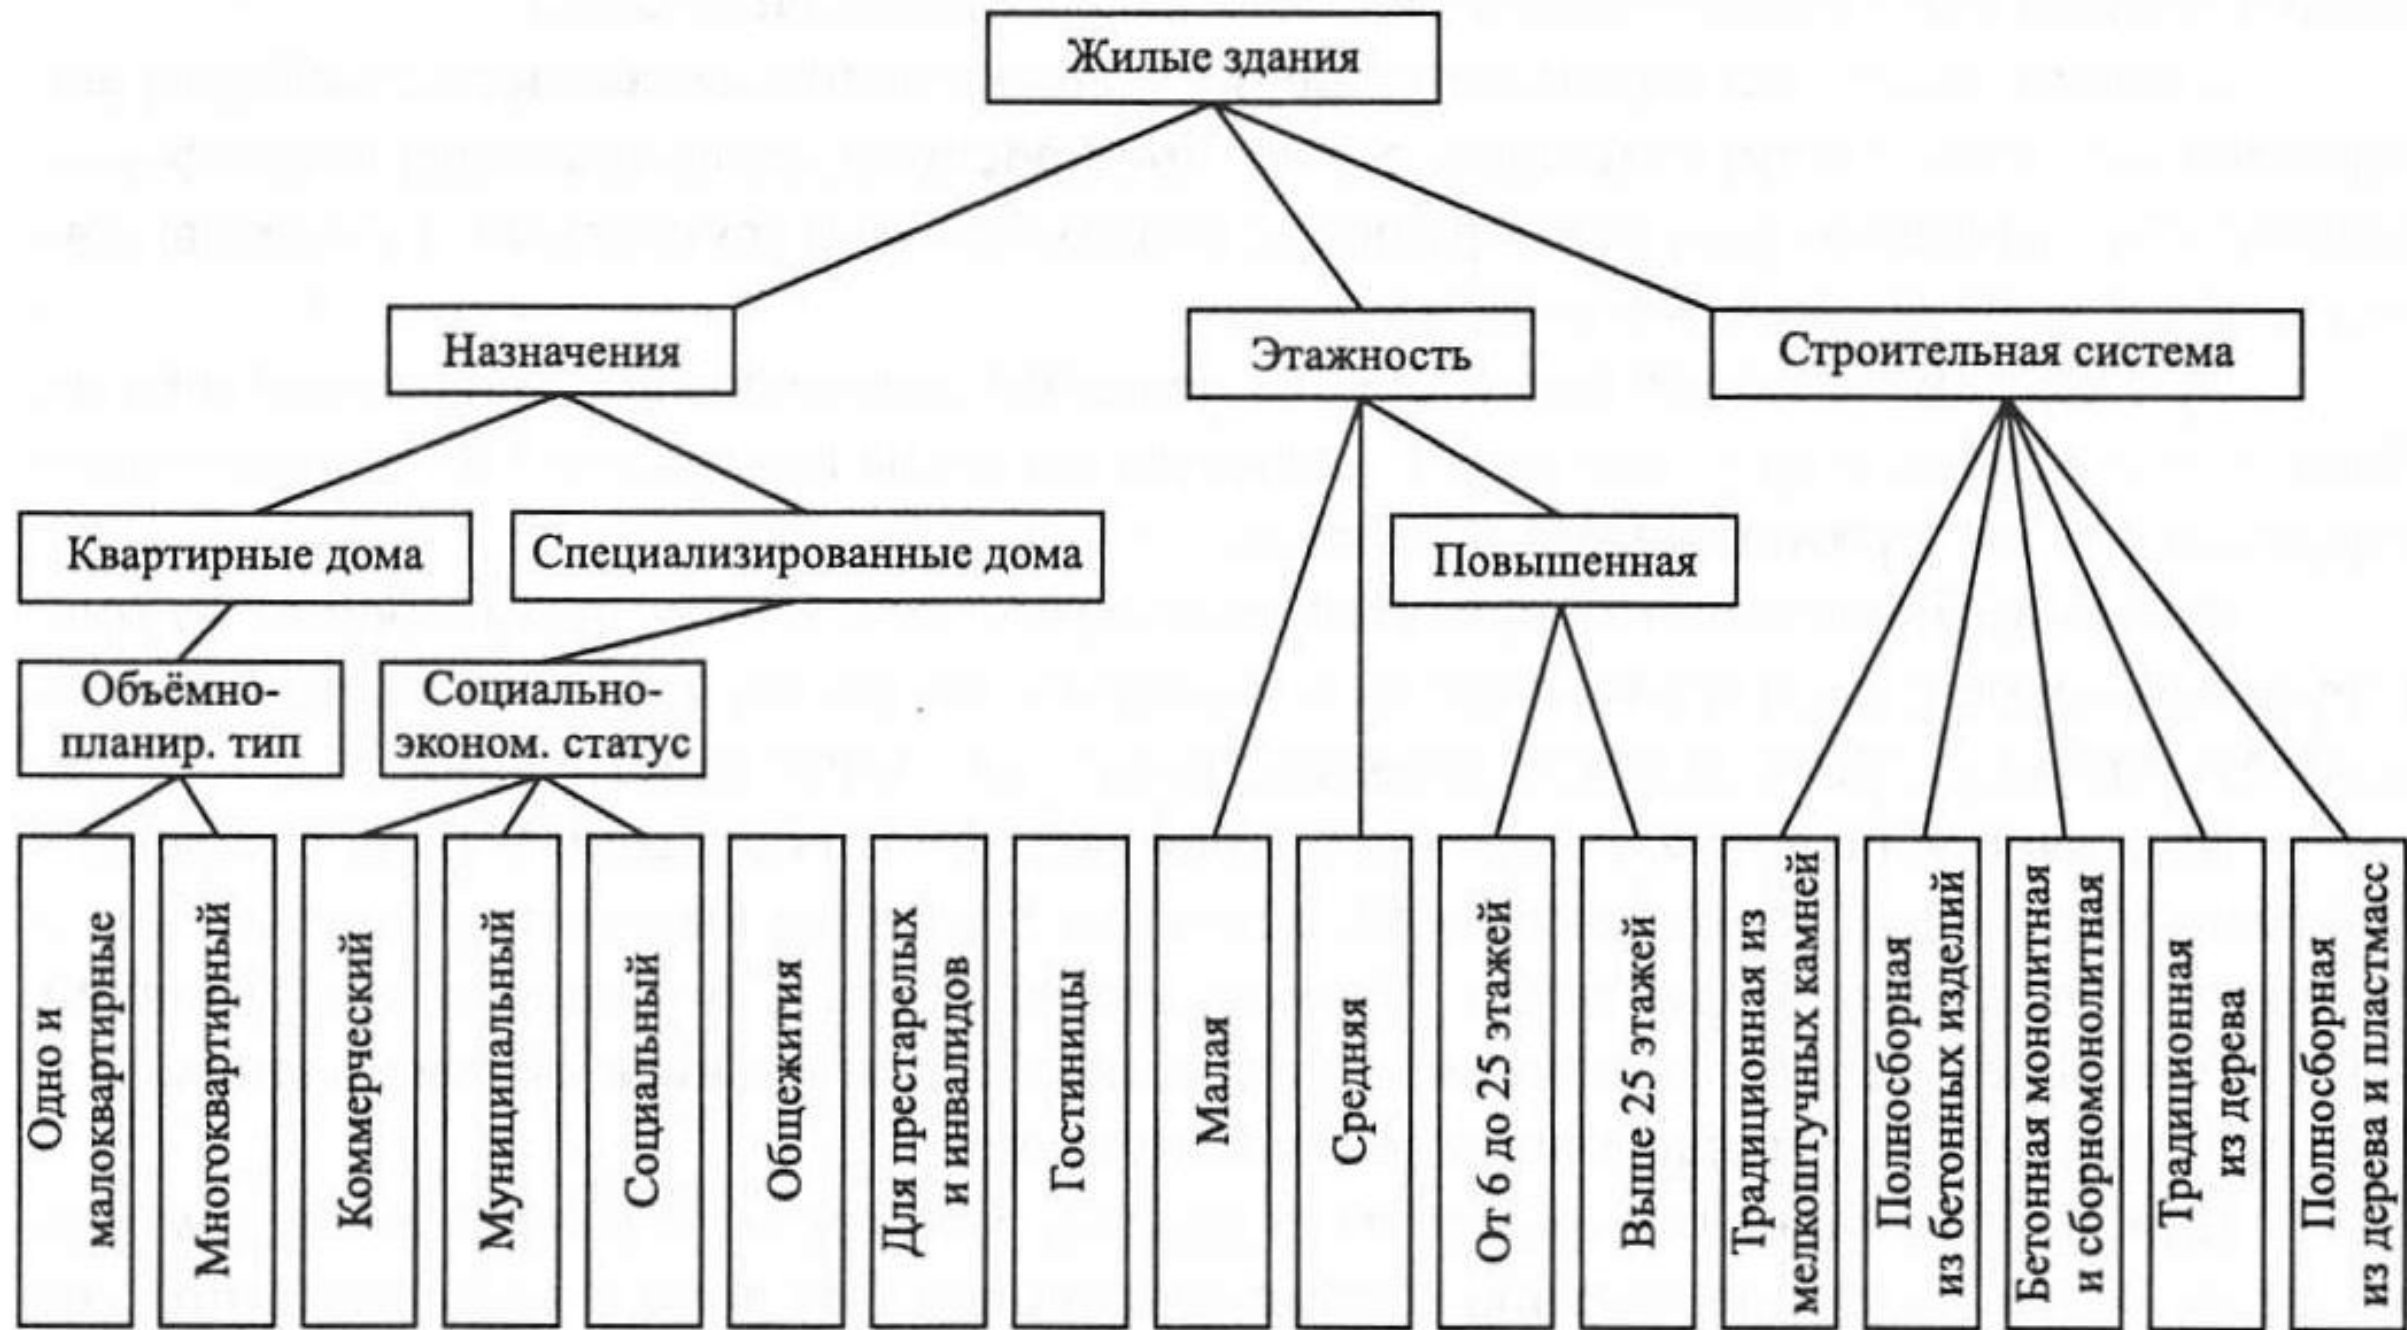 Жилые здания
Назначения
Этажность
Строительная система
Квартирные дома
Специализированные дома
Повышенная
Объёмно-
планир. тип
Социально-
эконом. статус
Одно и
малоквартирные
Многоквартирный
Коммерческий
Муниципальный
Социальный
Общежития
Для престарелых
и инвалидов
Гостиницы
Малая
Средняя
От 6 до 25 этажей
Выше 25 этажей
Традиционная из
мелкоштучных камней
Полносборная
из бетонных изделий
Бетонная монолитная
и сборномонолитная
Традиционная
из дерева
Полносборная
из дерева и пластмасс